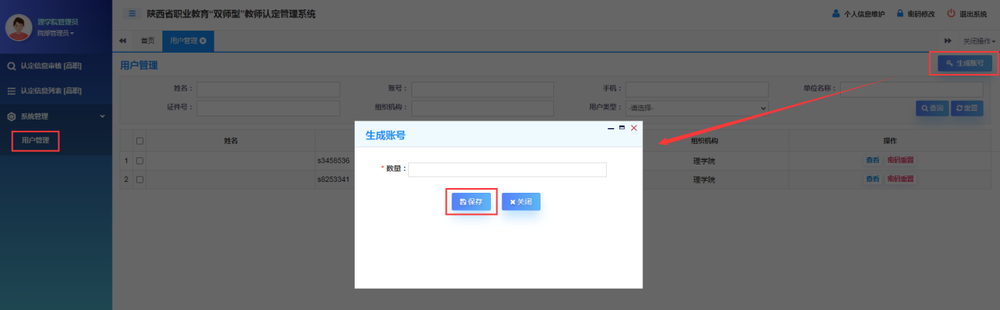 陕西省职业教育“双师型”教师认定管理系统
个人信息维护 密码修改 退出系统
理学院管理员
院部管理员
首页 用户管理 关闭操作
认定信息审核 [高职]
认定信息列表 [高职]
系统管理
用户管理
用户管理
生成账号
姓名： 账号： 手机： 单位名称：
证件号： 组织机构： 用户类型： -请选择- 查询 重置
姓名 组织机构 操作
1 s3458536 理学院 查看 密码重置
2 s8253341 理学院 查看 密码重置
生成账号
* 数量：
保存 关闭